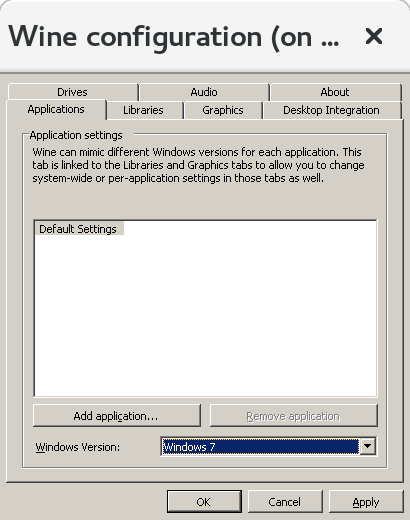 Wine configuration (on ...
Drives Audio About
Applications Libraries Graphics Desktop Integration
Application settings
Wine can mimic different Windows versions for each application. This
tab is linked to the Libraries and Graphics tabs to allow you to change
system-wide or per-application settings in those tabs as well.
Default Settings
Add application... Remove application
Windows Version: Windows 7
OK Cancel Apply